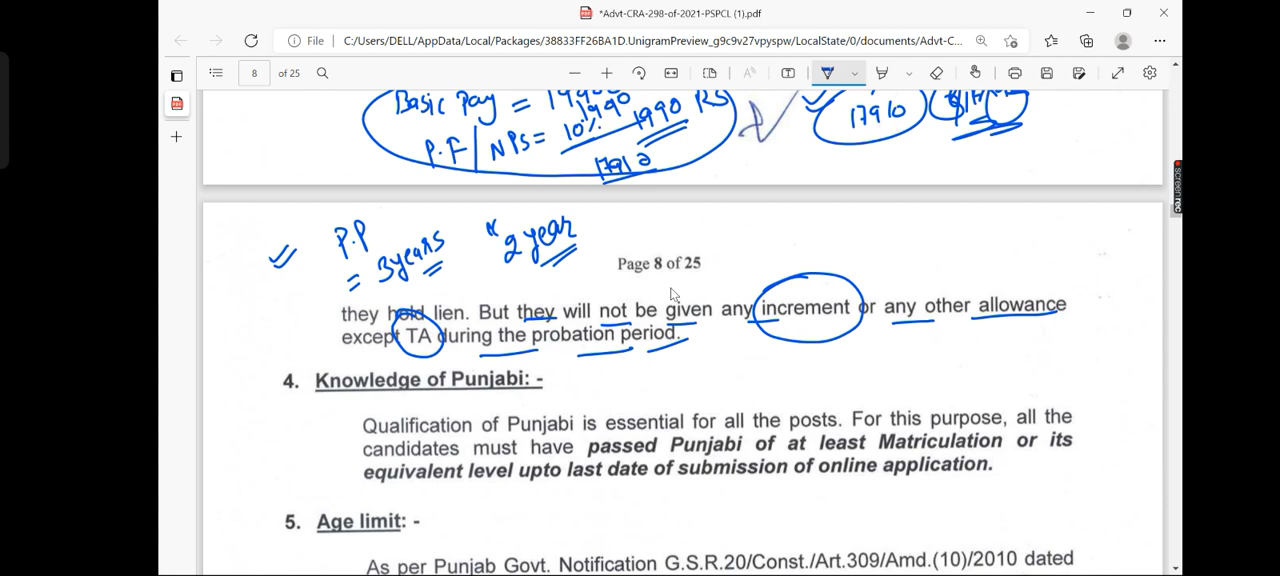 *Advt-CRA-298-of-2021-PSPCL (1).pdf
File C:/Users/DELL/AppData/Local/Packages/38833FF26BA1D.UnigramPreview_g9c9v27vpyspw/LocalState/0/documents/Advt-C...
8 of 25
Basic Pay =
1990
P.F / NPS = 10% 1990 RS
17910
P.P
= 3 years
2 year
Page 8 of 25
they hold lien. But they will not be given any increment or any other allowance
except TA during the probation period.
4. Knowledge of Punjabi: -
Qualification of Punjabi is essential for all the posts. For this purpose, all the
candidates must have passed Punjabi of at least Matriculation or its
equivalent level upto last date of submission of online application.
5. Age limit: -
As per Punjab Govt. Notification G.S.R.20/Const./Art.309/Amd.(10)/2010 dated
screenrec